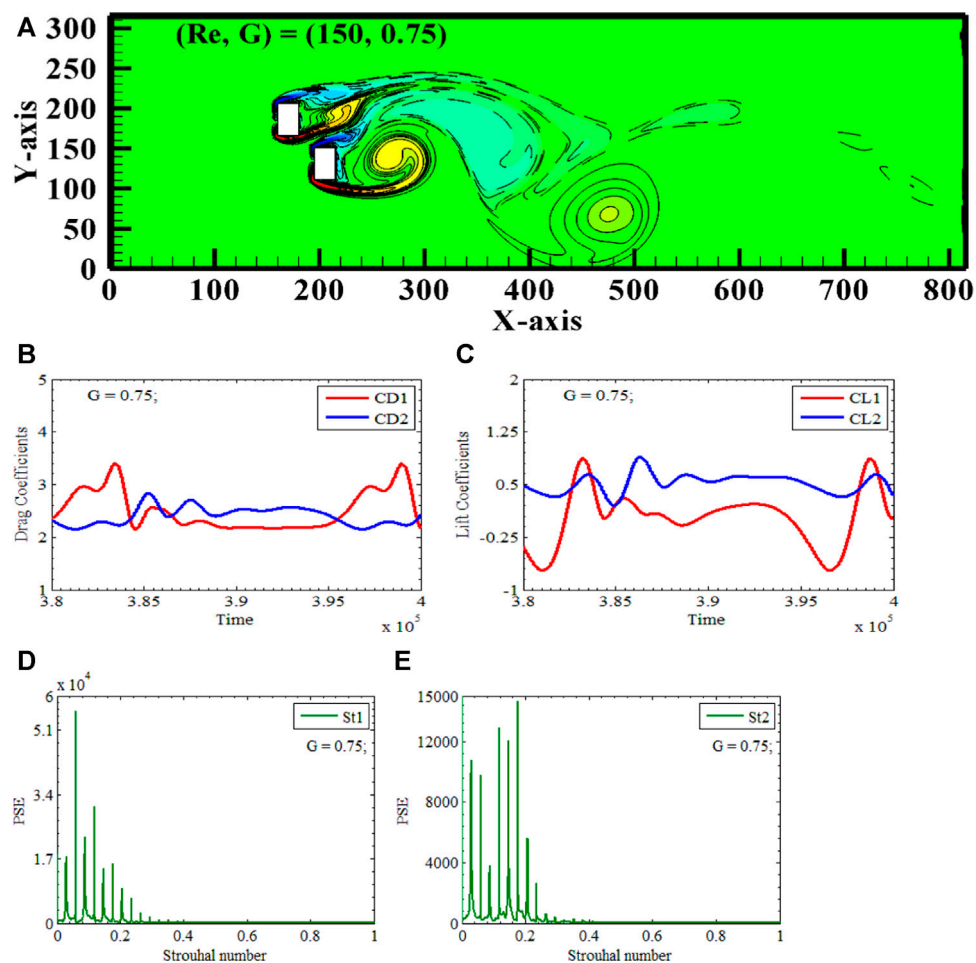 A
(Re, G) = (150, 0.75)
Y-axis
300
250
200
150
100
50
0
0 100 200 300 400 500 600 700 800
X-axis
B
G = 0.75;
CD1
CD2
Drag Coefficients
5
4
3
2
1
3.8 3.85 3.9 3.95 4
Time
x 10^5
C
G = 0.75;
CL1
CL2
Lift Coefficients
2
1.25
0.5
-0.25
-1
3.8 3.85 3.9 3.95 4
Time
x 10^5
D
x 10^4
St1
G = 0.75;
PSE
6
5.1
3.4
1.7
0
0 0.2 0.4 0.6 0.8 1
Strouhal number
E
St2
G = 0.75;
PSE
15000
12000
8000
4000
0
0 0.2 0.4 0.6 0.8 1
Strouhal number